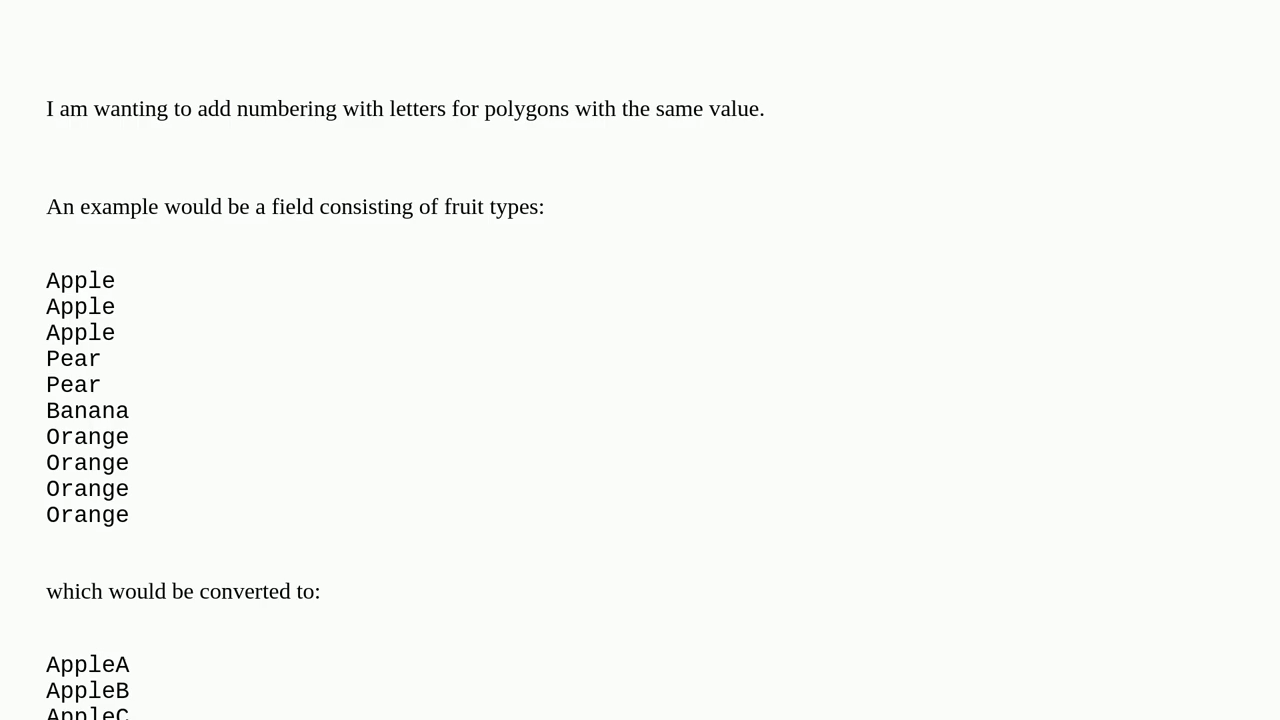 I am wanting to add numbering with letters for polygons with the same value.
An example would be a field consisting of fruit types:
Apple
Apple
Apple
Pear
Pear
Banana
Orange
Orange
Orange
Orange
which would be converted to:
AppleA
AppleB
AppleC